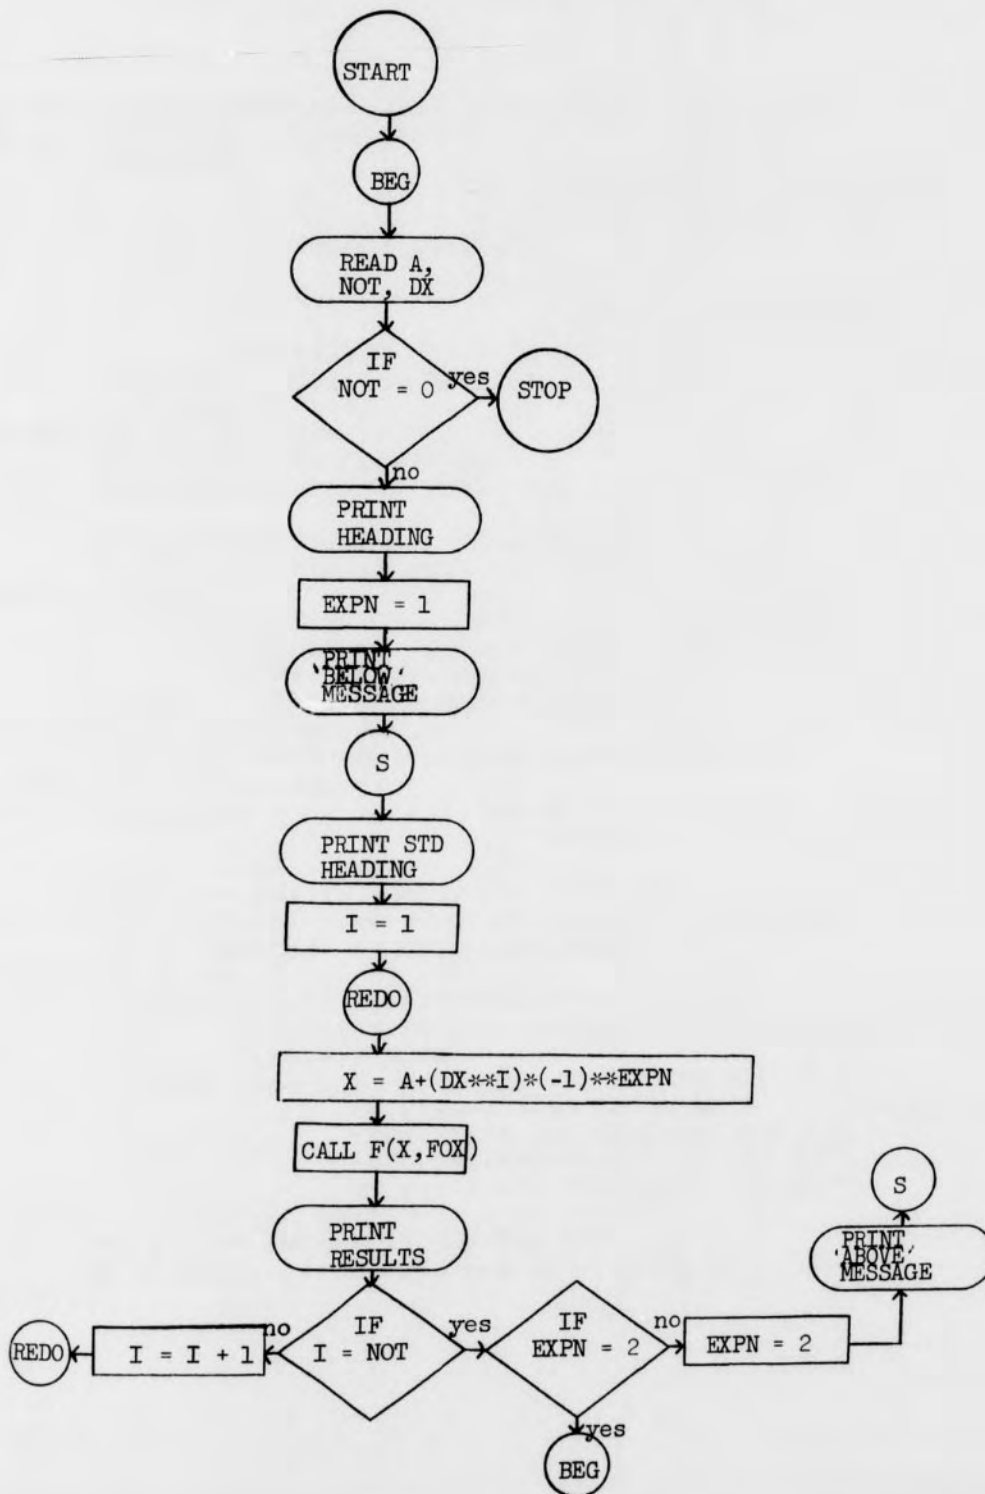 START
BEG
READ A,
NOT, DX
IF
NOT = 0
yes
STOP
no
PRINT
HEADING
EXPN = 1
PRINT
'BELOW'
MESSAGE
S
PRINT STD
HEADING
I = 1
REDO
X = A+(DX**I)*(-1)**EXPN
CALL F(X,FOX)
PRINT
RESULTS
IF
I = NOT
no
I = I + 1
REDO
yes
IF
EXPN = 2
no
EXPN = 2
PRINT
'ABOVE'
MESSAGE
S
yes
BEG